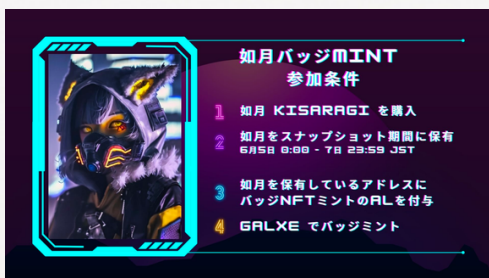 如月バッジMINT
参加条件
1 如月 KISARAGI を購入
2 如月をスナップショット期間に保有
6月5日 0:00 - 7日 23:59 JST
3 如月を保有しているアドレスに
バッジNFTミントのALを付与
4 GALXE でバッジミント